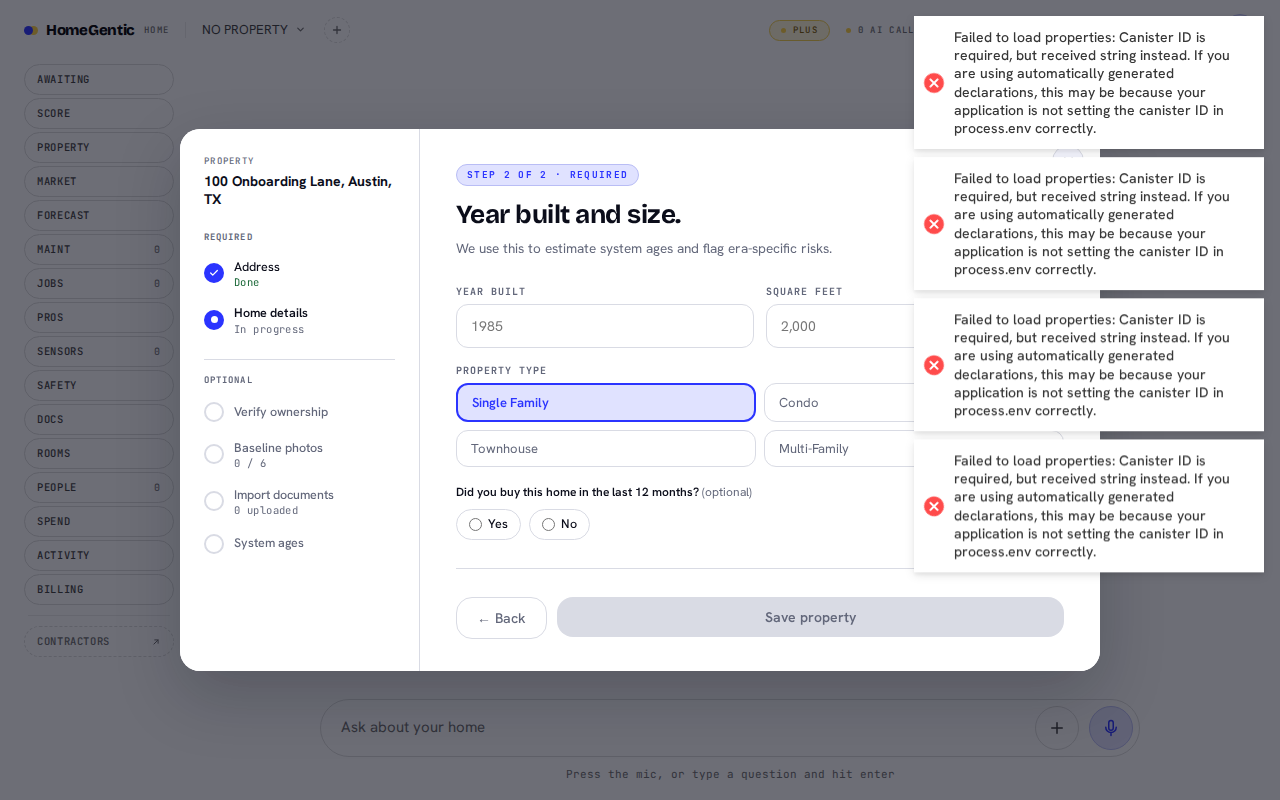 HomeGentic HOME
NO PROPERTY
+
PLUS
0 AI CALL
AWAITING
SCORE
PROPERTY
MARKET
FORECAST
MAINT 0
JOBS 0
PROS
SENSORS 0
SAFETY
DOCS
ROOMS
PEOPLE 0
SPEND
ACTIVITY
BILLING
CONTRACTORS ↗
PROPERTY
100 Onboarding Lane, Austin,
TX
REQUIRED
Address
Done
Home details
In progress
OPTIONAL
Verify ownership
Baseline photos
0 / 6
Import documents
0 uploaded
System ages
STEP 2 OF 2 · REQUIRED
Year built and size.
We use this to estimate system ages and flag era-specific risks.
YEAR BUILT
SQUARE FEET
1985
2,000
PROPERTY TYPE
Single Family
Condo
Townhouse
Multi-Family
Did you buy this home in the last 12 months? (optional)
Yes
No
← Back
Save property
Failed to load properties: Canister ID is
required, but received string instead. If you
are using automatically generated
declarations, this may be because your
application is not setting the canister ID in
process.env correctly.
Failed to load properties: Canister ID is
required, but received string instead. If you
are using automatically generated
declarations, this may be because your
application is not setting the canister ID in
process.env correctly.
Failed to load properties: Canister ID is
required, but received string instead. If you
are using automatically generated
declarations, this may be because your
application is not setting the canister ID in
process.env correctly.
Failed to load properties: Canister ID is
required, but received string instead. If you
are using automatically generated
declarations, this may be because your
application is not setting the canister ID in
process.env correctly.
Ask about your home
Press the mic, or type a question and hit enter